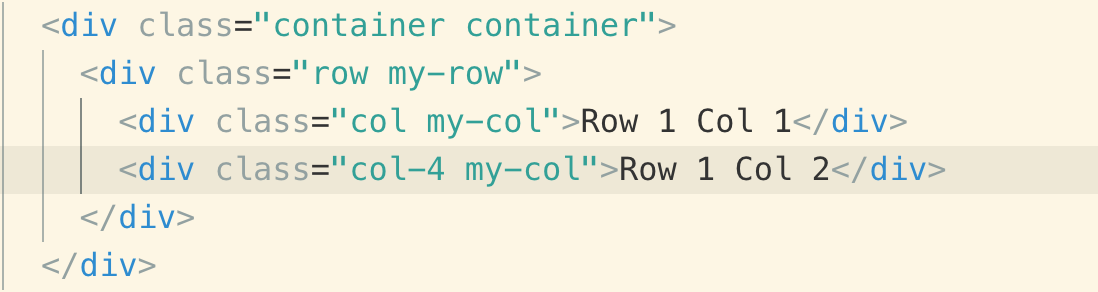 <div class="container container">
<div class="row my-row">
<div class="col my-col">Row 1 Col 1</div>
<div class="col-4 my-col">Row 1 Col 2</div>
</div>
</div>